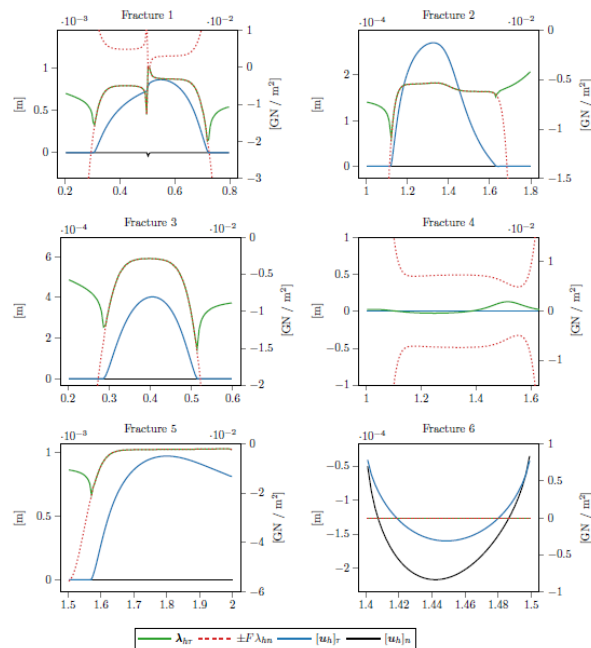 Fracture 1
·10⁻³
·10⁻²
1
0.5
0
[m]
1
0
−1
−2
−3
[GN / m²]
0.2 0.4 0.6 0.8
Fracture 2
·10⁻⁴
·10⁻²
2
1
0
[m]
0
−0.5
−1
−1.5
[GN / m²]
1 1.2 1.4 1.6 1.8
Fracture 3
·10⁻⁴
·10⁻²
6
4
2
0
[m]
0
−0.5
−1
−1.5
−2
[GN / m²]
0.2 0.3 0.4 0.5 0.6
Fracture 4
·10⁻²
1
0.5
0
−0.5
−1
[m]
1
0
−1
[GN / m²]
1 1.2 1.4 1.6
Fracture 5
·10⁻³
·10⁻²
1
0.5
0
[m]
0
−2
−4
−6
[GN / m²]
1.5 1.6 1.7 1.8 1.9 2
Fracture 6
·10⁻⁴
−0.5
−1
−1.5
−2
[m]
1
0.5
0
−0.5
−1
[GN / m²]
1.4 1.42 1.44 1.46 1.48 1.5
λhτ ±Fλhn [uh]τ [uh]n